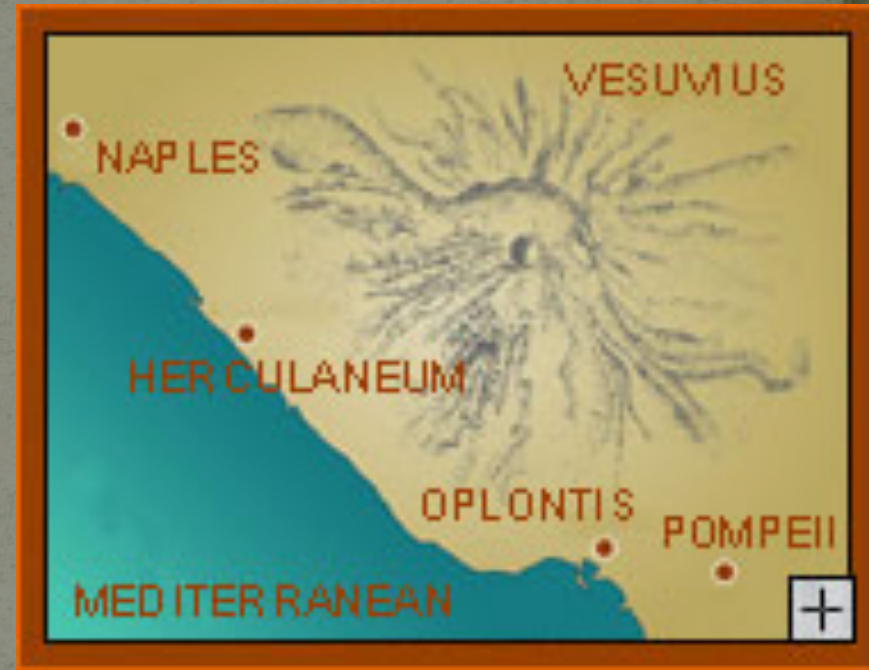 VESUVIUS
NAPLES
HERCULANEUM
OPLONTIS
POMPEII
MEDITERRANEAN